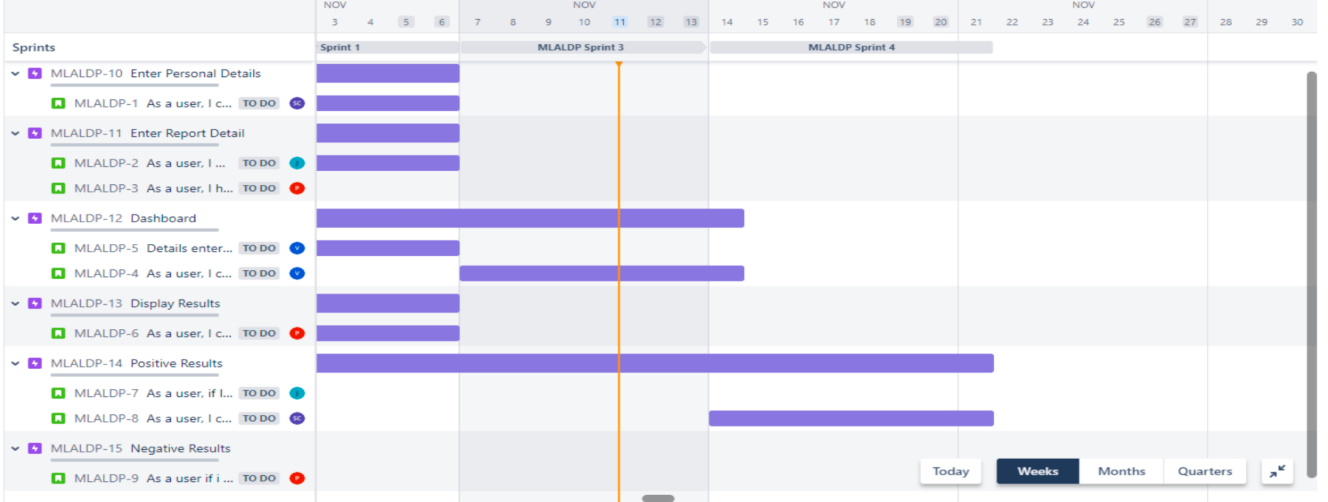 NOV NOV NOV NOV
3 4 5 6 7 8 9 10 11 12 13 14 15 16 17 18 19 20 21 22 23 24 25 26 27 28 29 30
Sprints Sprint 1 MLALDP Sprint 3 MLALDP Sprint 4
MLALDP-10 Enter Personal Details
MLALDP-1 As a user, I c... TO DO SC
MLALDP-11 Enter Report Detail
MLALDP-2 As a user, I ... TO DO
MLALDP-3 As a user, I h... TO DO P
MLALDP-12 Dashboard
MLALDP-5 Details enter... TO DO V
MLALDP-4 As a user, I c... TO DO V
MLALDP-13 Display Results
MLALDP-6 As a user, I c... TO DO P
MLALDP-14 Positive Results
MLALDP-7 As a user, if I... TO DO
MLALDP-8 As a user, I c... TO DO SC
MLALDP-15 Negative Results
MLALDP-9 As a user if i ... TO DO P
Today Weeks Months Quarters